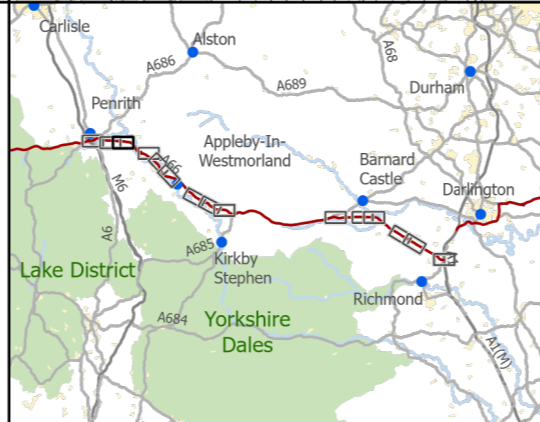 Carlisle
Alston
A686
A68
A689
Durham
Penrith
Appleby-In-
Westmorland
A66
Barnard
Castle
Darlington
M6
A6
A685
Lake District
Kirkby
Stephen
Richmond
A684
Yorkshire
Dales
A1(M)